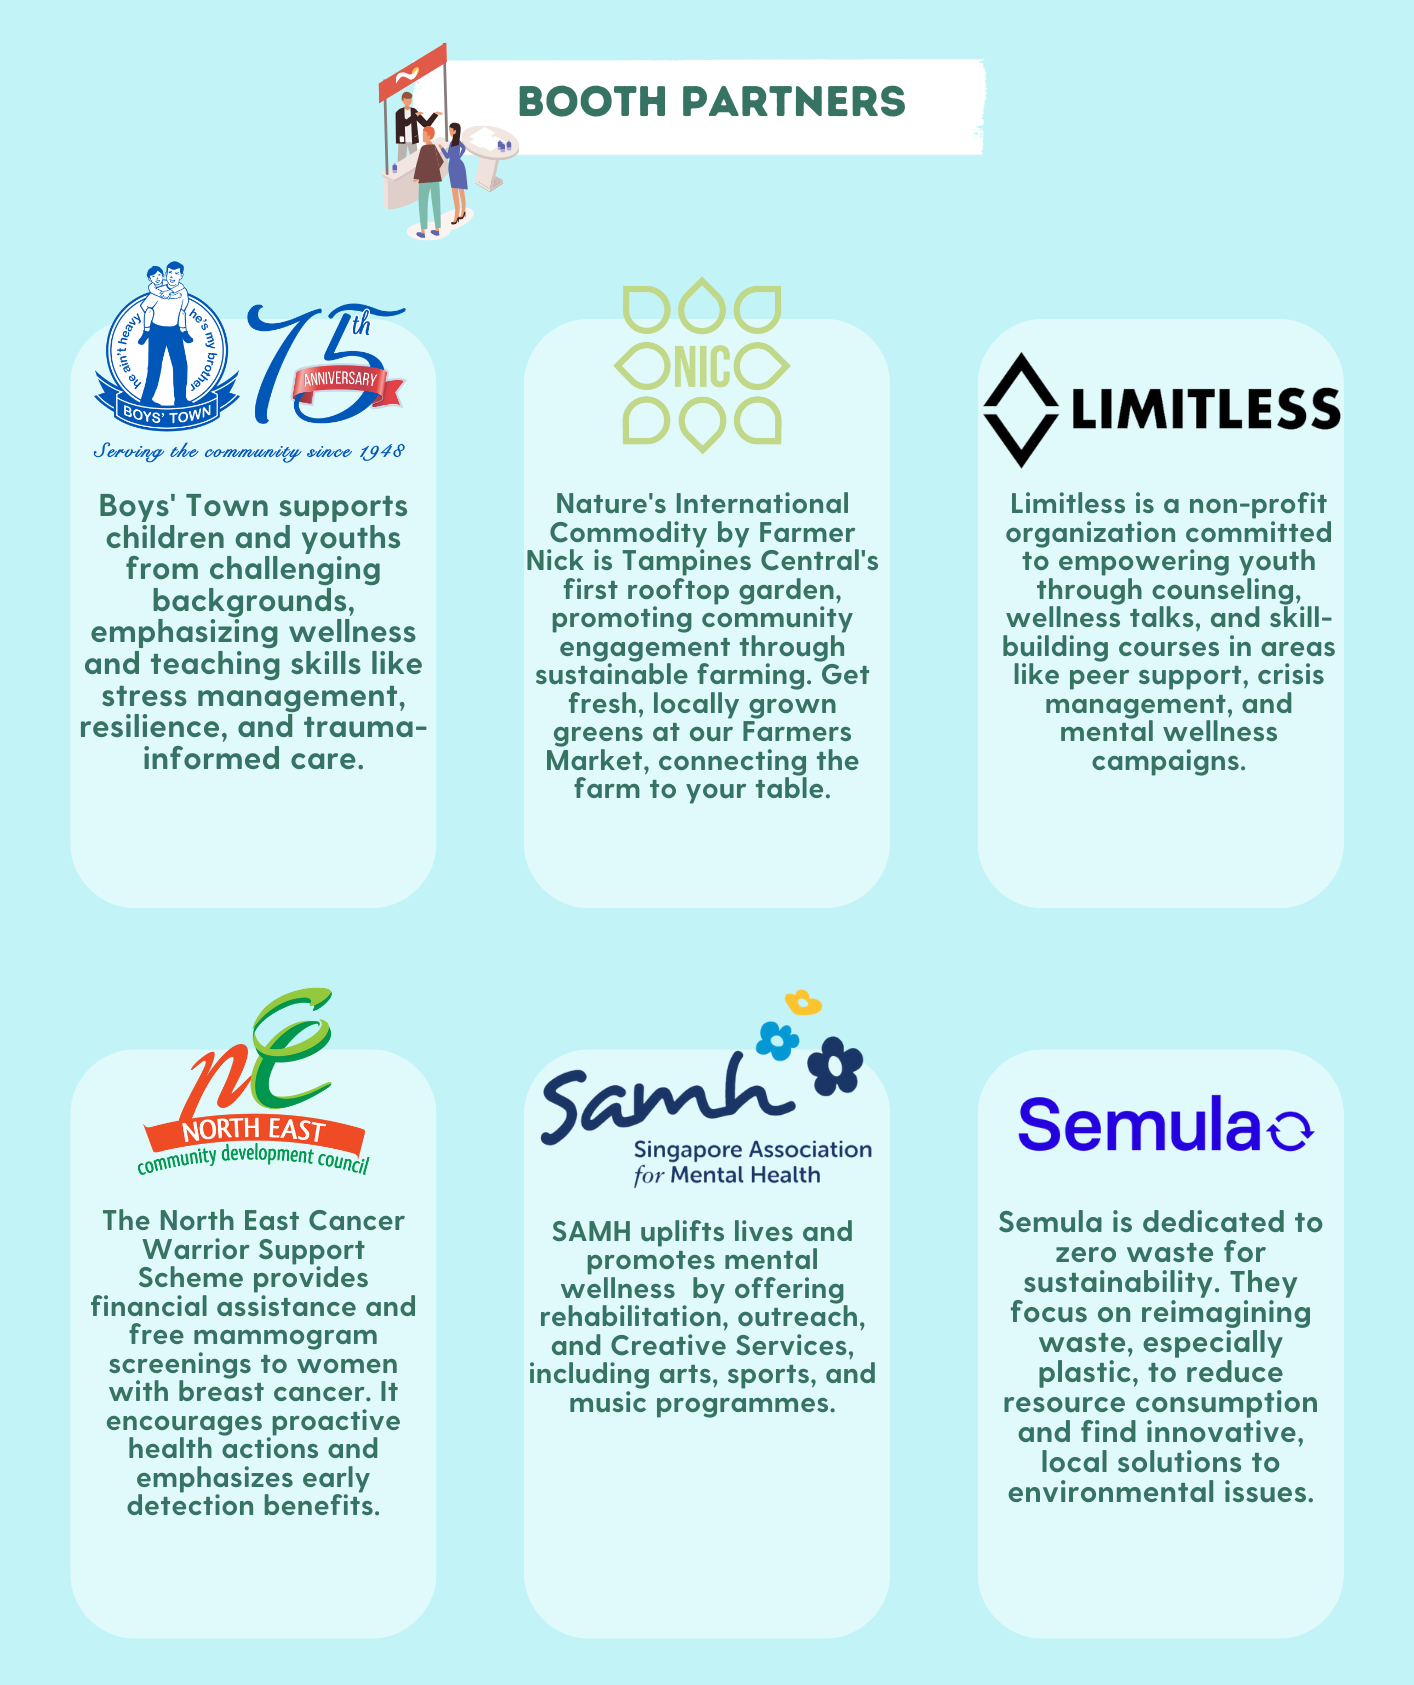 BOOTH PARTNERS
he ain't heavy
he's my brother
BOYS' TOWN
75th
ANNIVERSARY
Serving the community since 1948
Boys' Town supports
children and youths
from challenging
backgrounds,
emphasizing wellness
and teaching skills like
stress management,
resilience, and trauma-
informed care.
NIC
Nature's International
Commodity by Farmer
Nick is Tampines Central's
first rooftop garden,
promoting community
engagement through
sustainable farming. Get
fresh, locally grown
greens at our Farmers
Market, connecting the
farm to your table.
LIMITLESS
Limitless is a non-profit
organization committed
to empowering youth
through counseling,
wellness talks, and skill-
building courses in areas
like peer support, crisis
management, and
mental wellness
campaigns.
nE
NORTH EAST
community development council
The North East Cancer
Warrior Support
Scheme provides
financial assistance and
free mammogram
screenings to women
with breast cancer. It
encourages proactive
health actions and
emphasizes early
detection benefits.
Samh
Singapore Association
for Mental Health
SAMH uplifts lives and
promotes mental
wellness  by offering
rehabilitation, outreach,
and Creative Services,
including arts, sports, and
music programmes.
Semula
Semula is dedicated to
zero waste for
sustainability. They
focus on reimagining
waste, especially
plastic, to reduce
resource consumption
and find innovative,
local solutions to
environmental issues.